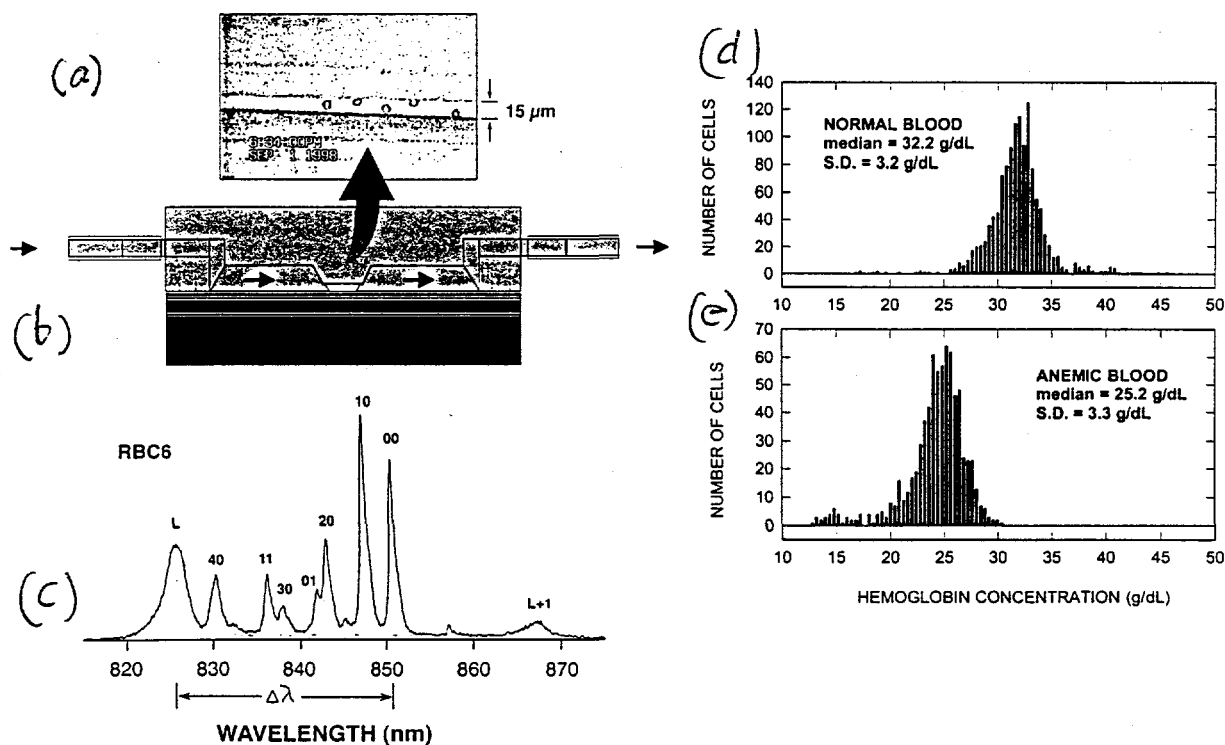 (a)
15 µm
6:34:00PM
SEP 1 1998
(b)
(c)
RBC6
L
40
11
30
01
20
10
00
L+1
820
830
840
850
860
870
Δλ
WAVELENGTH (nm)
(d)
NUMBER OF CELLS
140
120
100
80
60
40
20
0
NORMAL BLOOD
median = 32.2 g/dL
S.D. = 3.2 g/dL
10 15 20 25 30 35 40 45 50
(e)
NUMBER OF CELLS
70
60
50
40
30
20
10
0
ANEMIC BLOOD
median = 25.2 g/dL
S.D. = 3.3 g/dL
10 15 20 25 30 35 40 45 50
HEMOGLOBIN CONCENTRATION (g/dL)